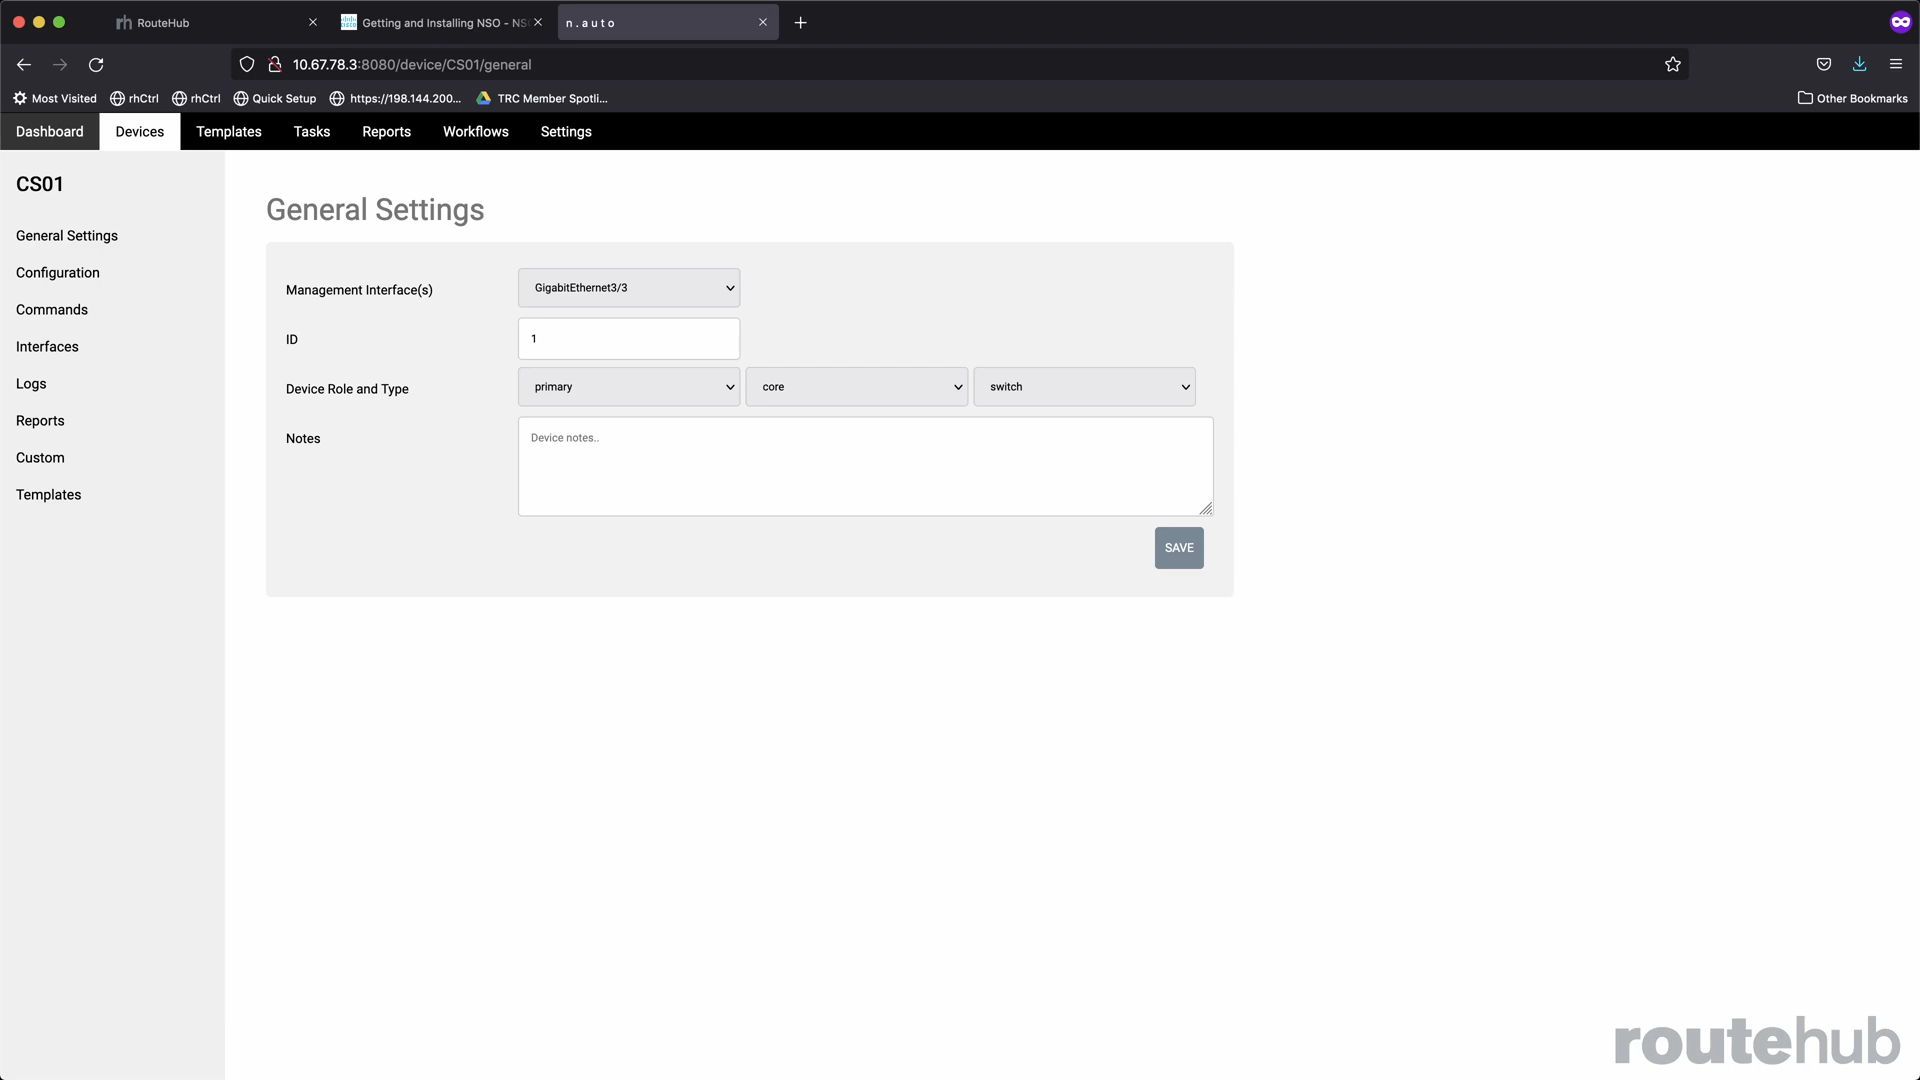 rh RouteHub
Getting and Installing NSO - NSO
n.auto
10.67.78.3:8080/device/CS01/general
Most Visited
rhCtrl
rhCtrl
Quick Setup
https://198.144.200...
TRC Member Spotli...
Other Bookmarks
Dashboard
Devices
Templates
Tasks
Reports
Workflows
Settings
CS01
General Settings
Configuration
Commands
Interfaces
Logs
Reports
Custom
Templates
General Settings
Management Interface(s)
GigabitEthernet3/3
ID
1
Device Role and Type
primary
core
switch
Notes
Device notes..
SAVE
routehub